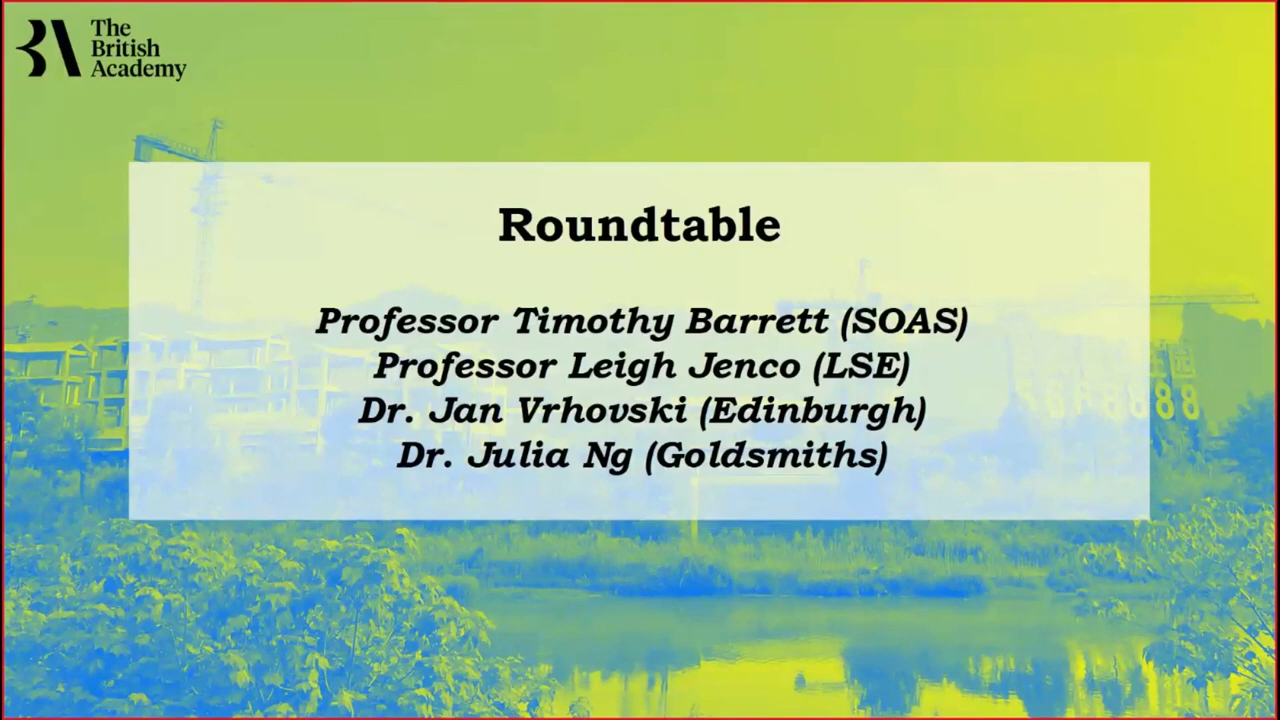 The
British
Academy
Roundtable
Professor Timothy Barrett (SOAS)
Professor Leigh Jenco (LSE)
Dr. Jan Vrhovski (Edinburgh)
Dr. Julia Ng (Goldsmiths)